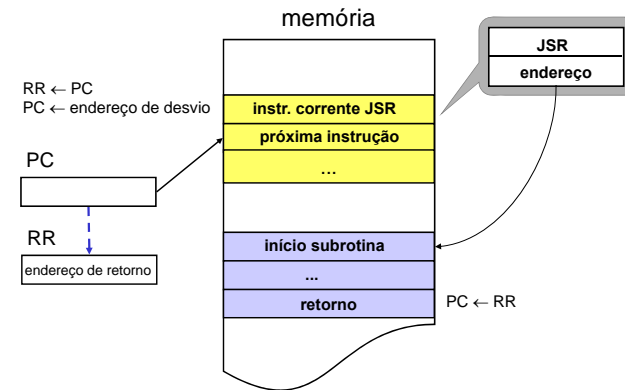 memória
JSR
endereço
RR ← PC
PC ← endereço de desvio
instr. corrente JSR
próxima instrução
...
PC
RR
endereço de retorno
início subrotina
...
retorno
PC ← RR